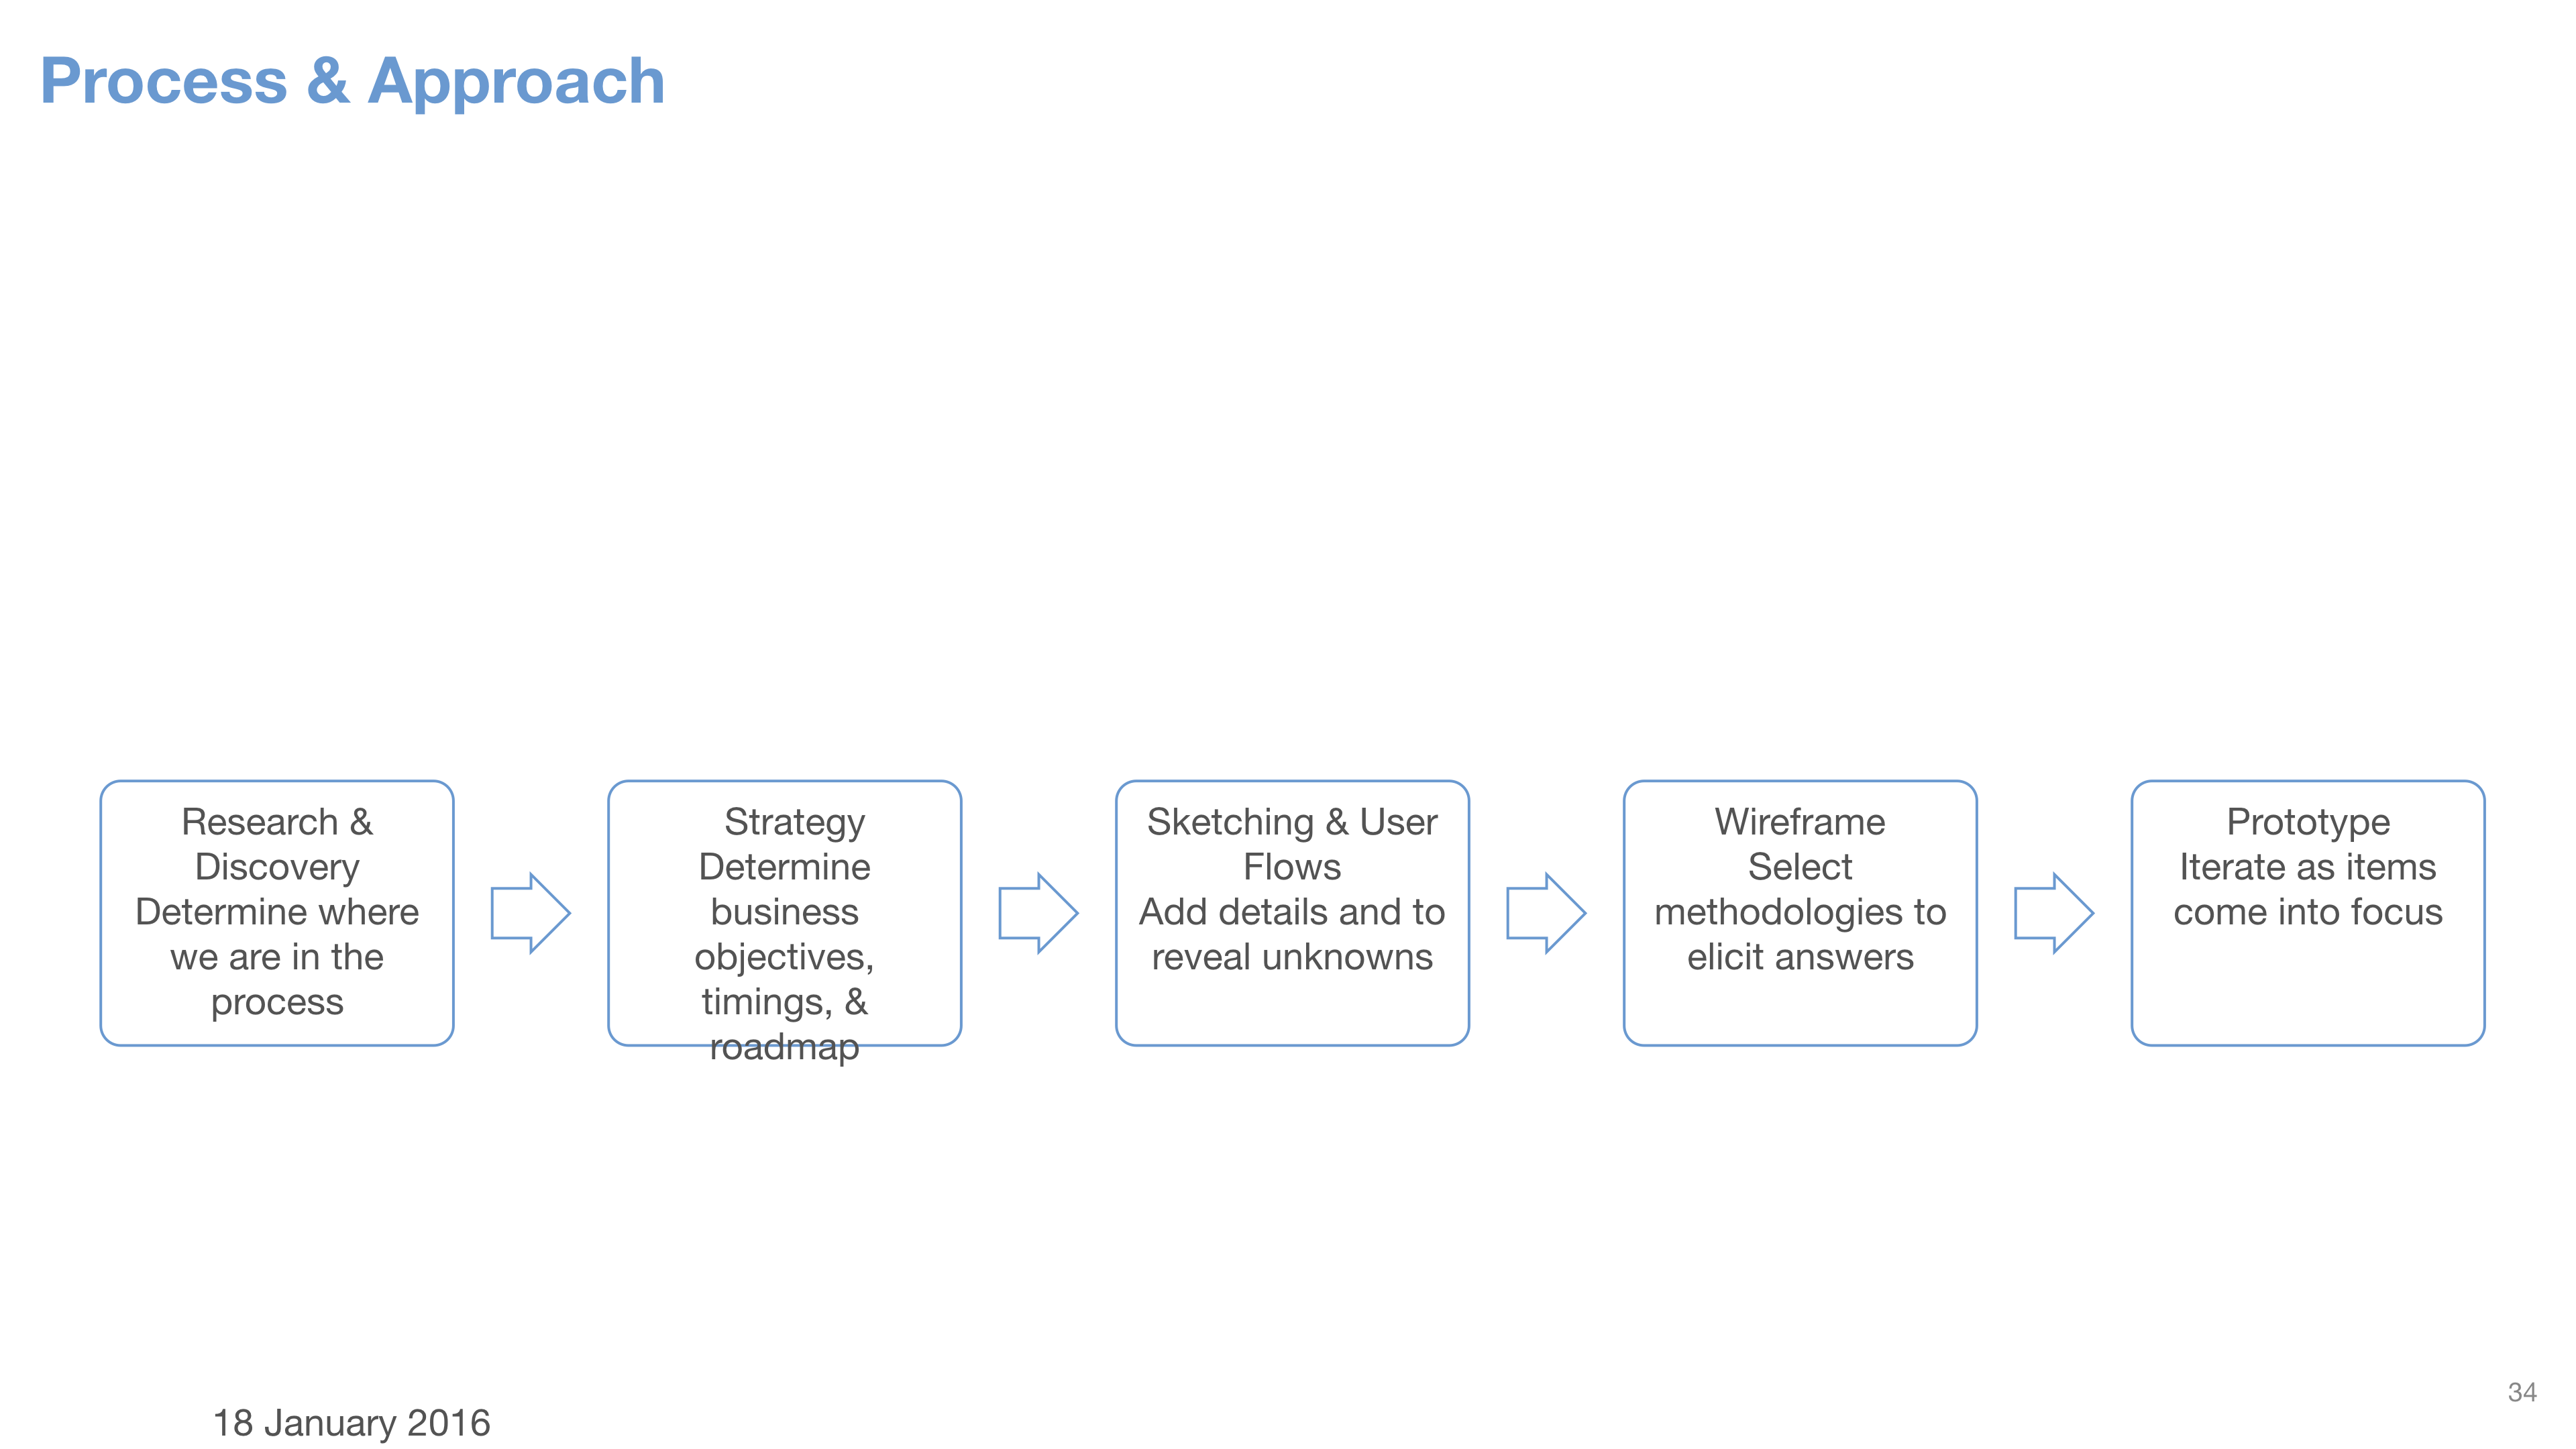 Process & Approach
Research &
Discovery
Determine where
we are in the
process
Strategy
Determine
business
objectives,
timings, &
roadmap
Sketching & User
Flows
Add details and to
reveal unknowns
Wireframe
Select
methodologies to
elicit answers
Prototype
Iterate as items
come into focus
34
18 January 2016